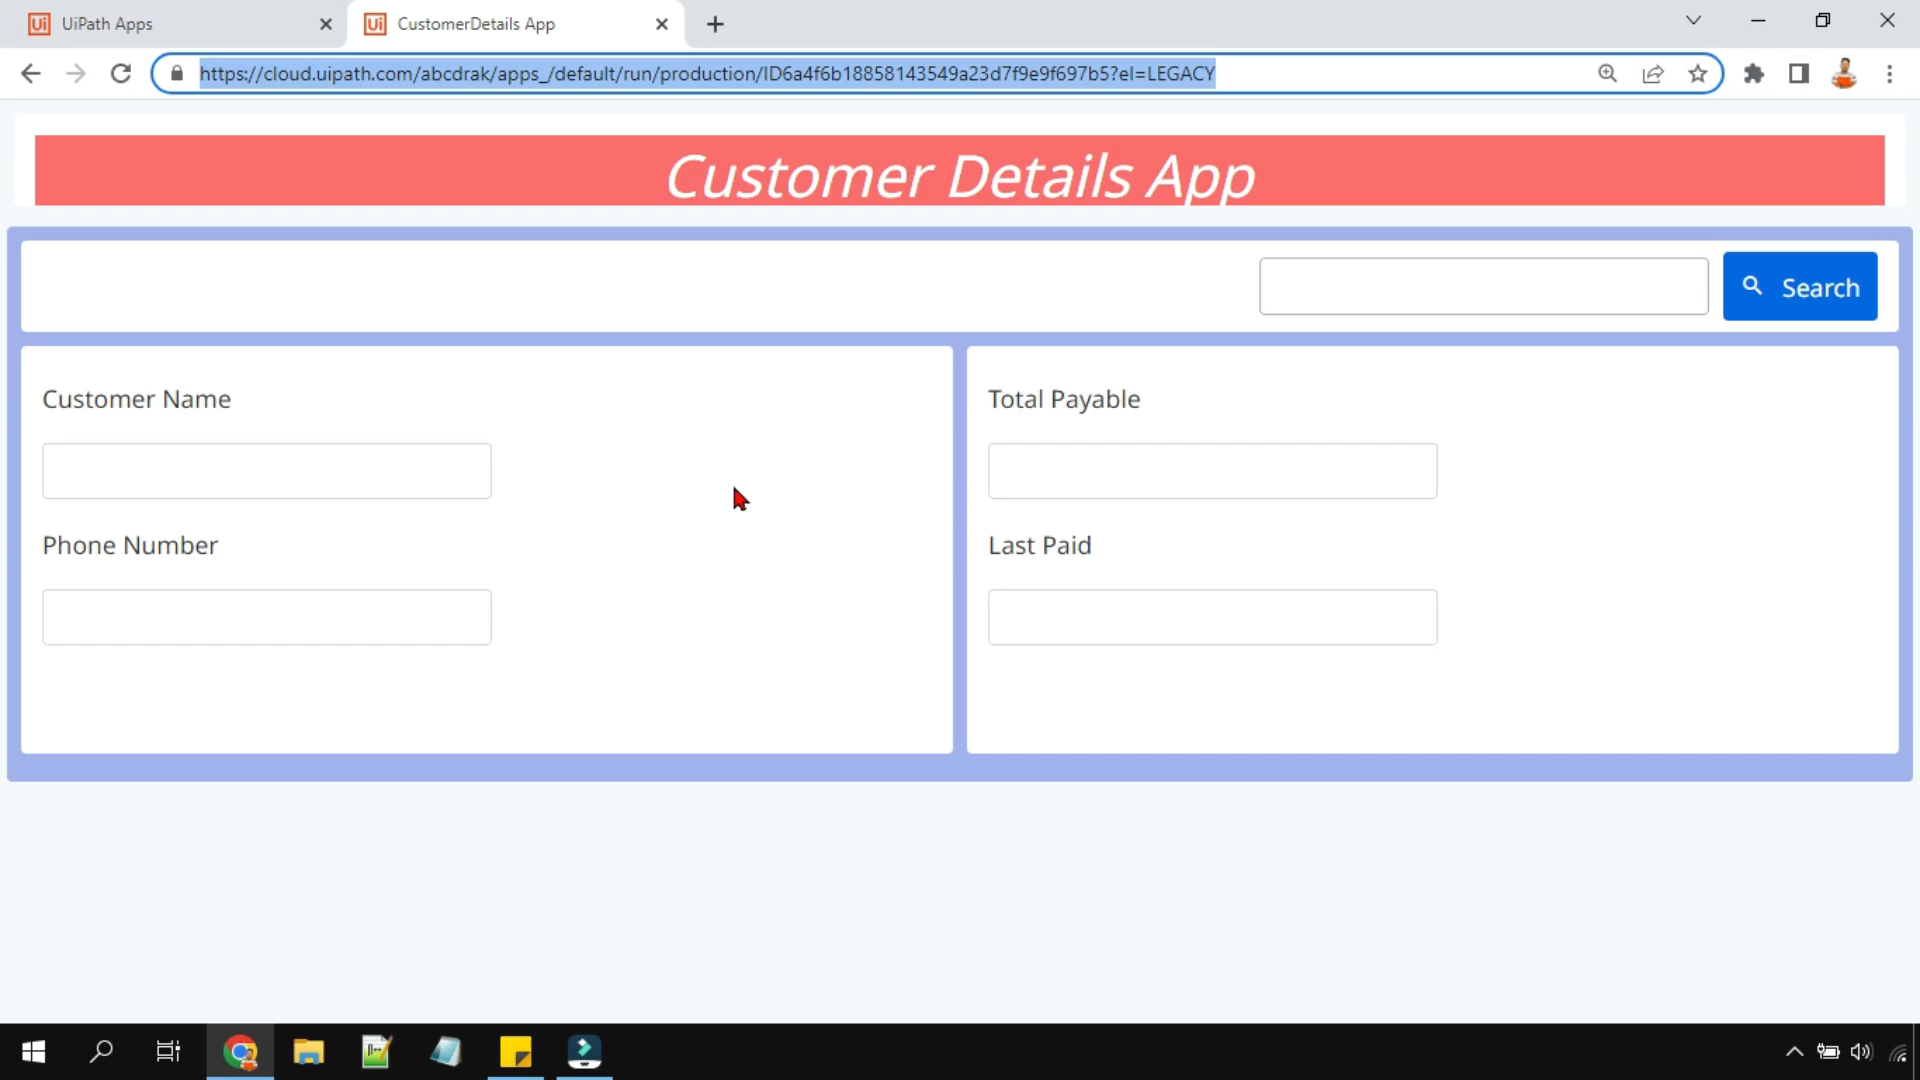 UiPath Apps
CustomerDetails App
https://cloud.uipath.com/abcdrak/apps_/default/run/production/ID6a4f6b18858143549a23d7f9e9f697b5?el=LEGACY
Customer Details App
Search
Customer Name
Total Payable
Phone Number
Last Paid